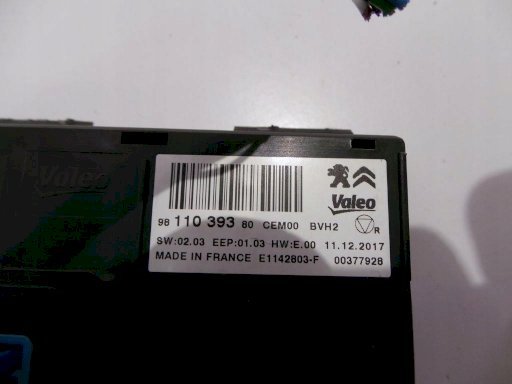 Valeo
Valeo
98 110 393 80 CEM00 BVH2 R
SW:02.03 EEP:01.03 HW:E.00 11.12.2017
MADE IN FRANCE E1142803-F 00377928